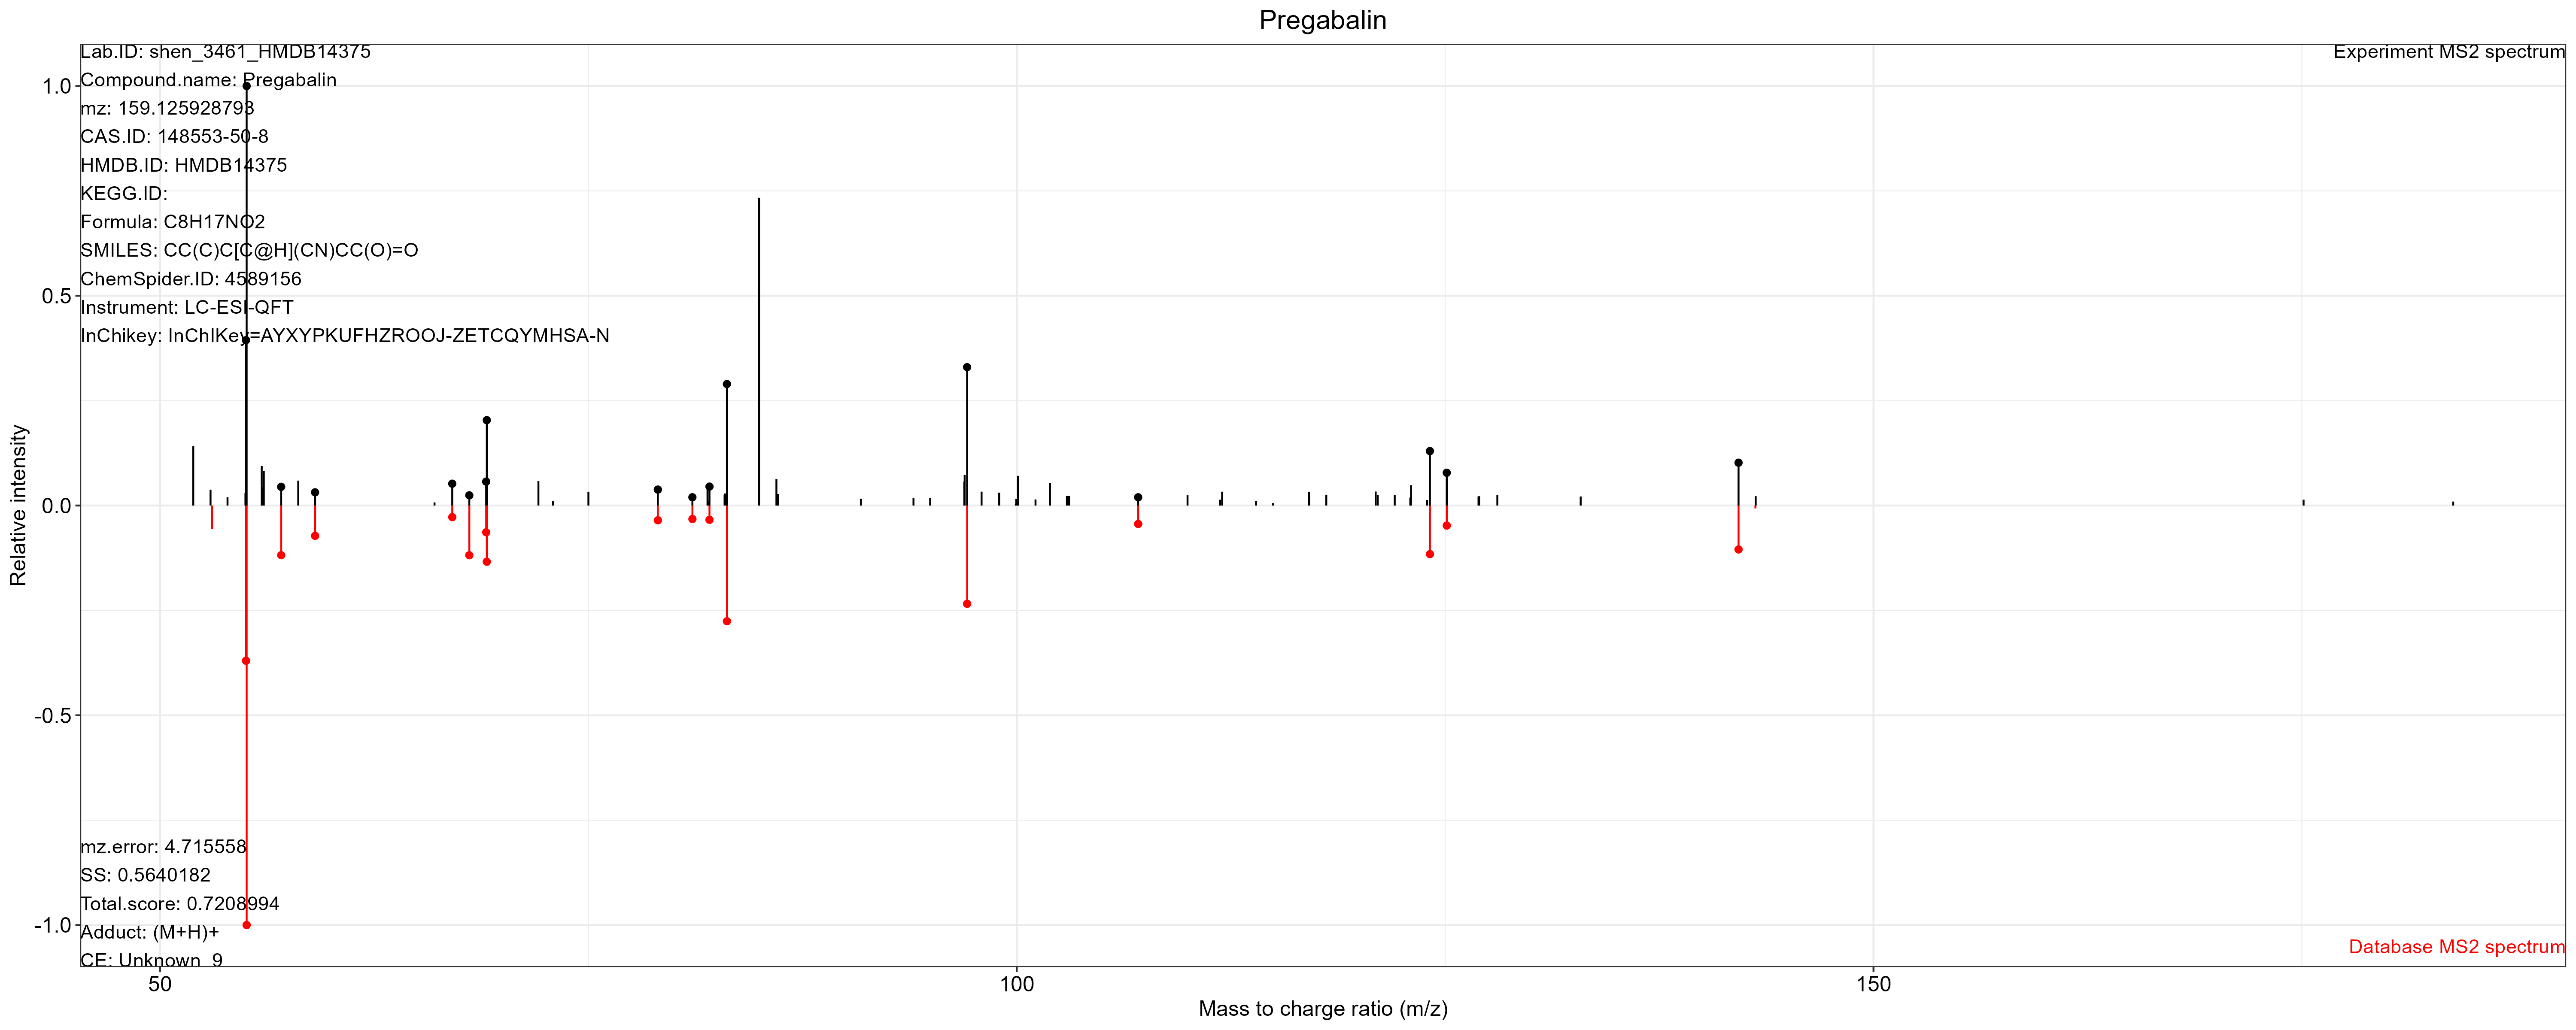 Pregabalin
Lab.ID: shen_3461_HMDB14375
Experiment MS2 spectrum
Compound.name: Pregabalin
mz: 159.125928793
CAS.ID: 148553-50-8
HMDB.ID: HMDB14375
KEGG.ID:
Formula: C8H17NO2
SMILES: CC(C)C[C@H](CN)CC(O)=O
ChemSpider.ID: 4589156
Instrument: LC-ESI-QFT
InChikey: InChIKey=AYXYPKUFHZROOJ-ZETCQYMHSA-N
1.0
0.5
0.0
-0.5
-1.0
Relative intensity
mz.error: 4.715558
SS: 0.5640182
Total.score: 0.7208994
Adduct: (M+H)+
CE: Unknown_9
Database MS2 spectrum
50
100
150
Mass to charge ratio (m/z)